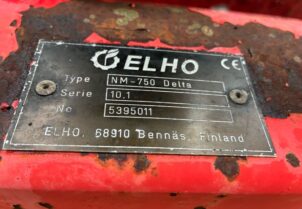 ELHO CE
Type NM-750 Delta
Serie 10.1
No 5395011
ELHO, 68910 Bennäs, Finland